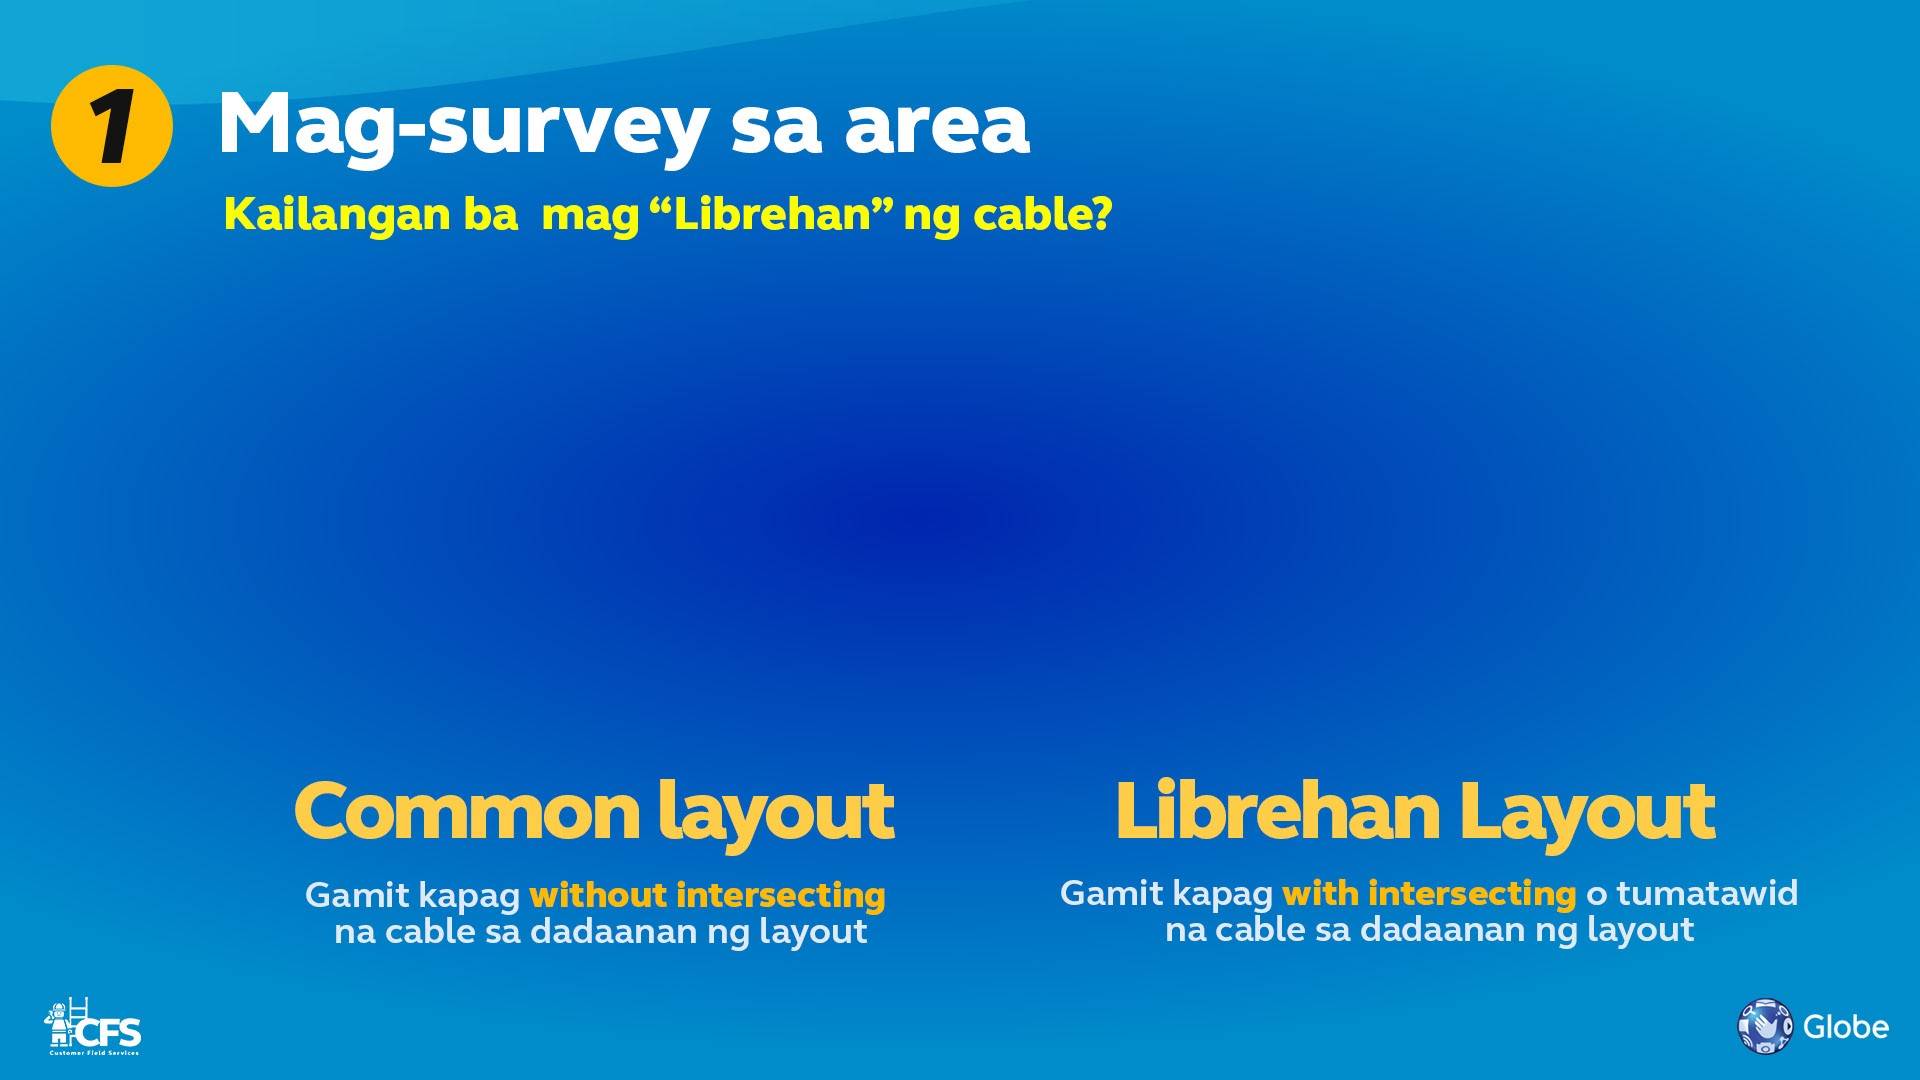 1
Mag-survey sa area
Kailangan ba mag “Librehan” ng cable?
Common layout
Gamit kapag without intersecting
na cable sa dadaanan ng layout
Librehan Layout
Gamit kapag with intersecting o tumatawid
na cable sa dadaanan ng layout
CFS
Customer Field Services
Globe